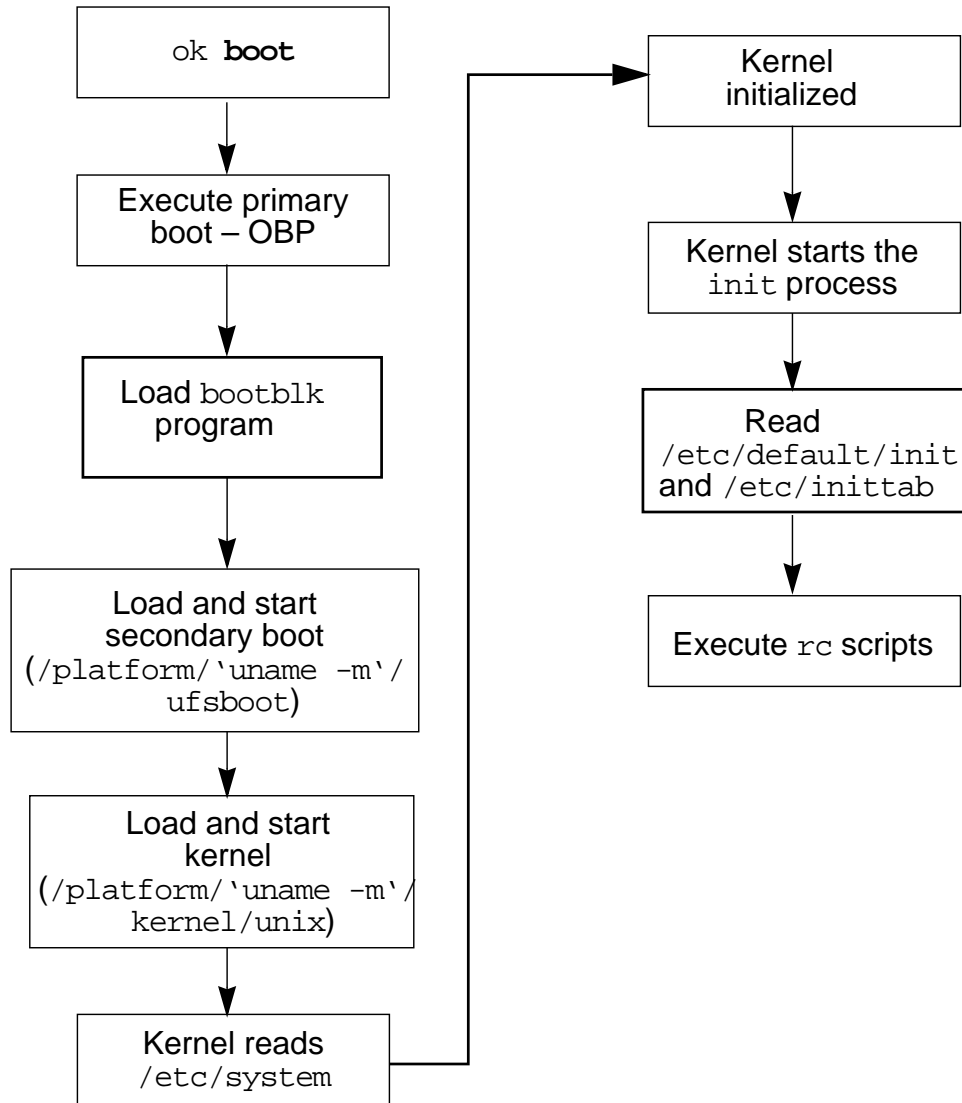 ok boot
Execute primary
boot – OBP
Load bootblk
program
Load and start
secondary boot
(/platform/‘uname -m‘/
ufsboot)
Load and start
kernel
(/platform/‘uname -m‘/
kernel/unix)
Kernel reads
/etc/system
Kernel
initialized
Kernel starts the
init process
Read
/etc/default/init
and /etc/inittab
Execute rc scripts